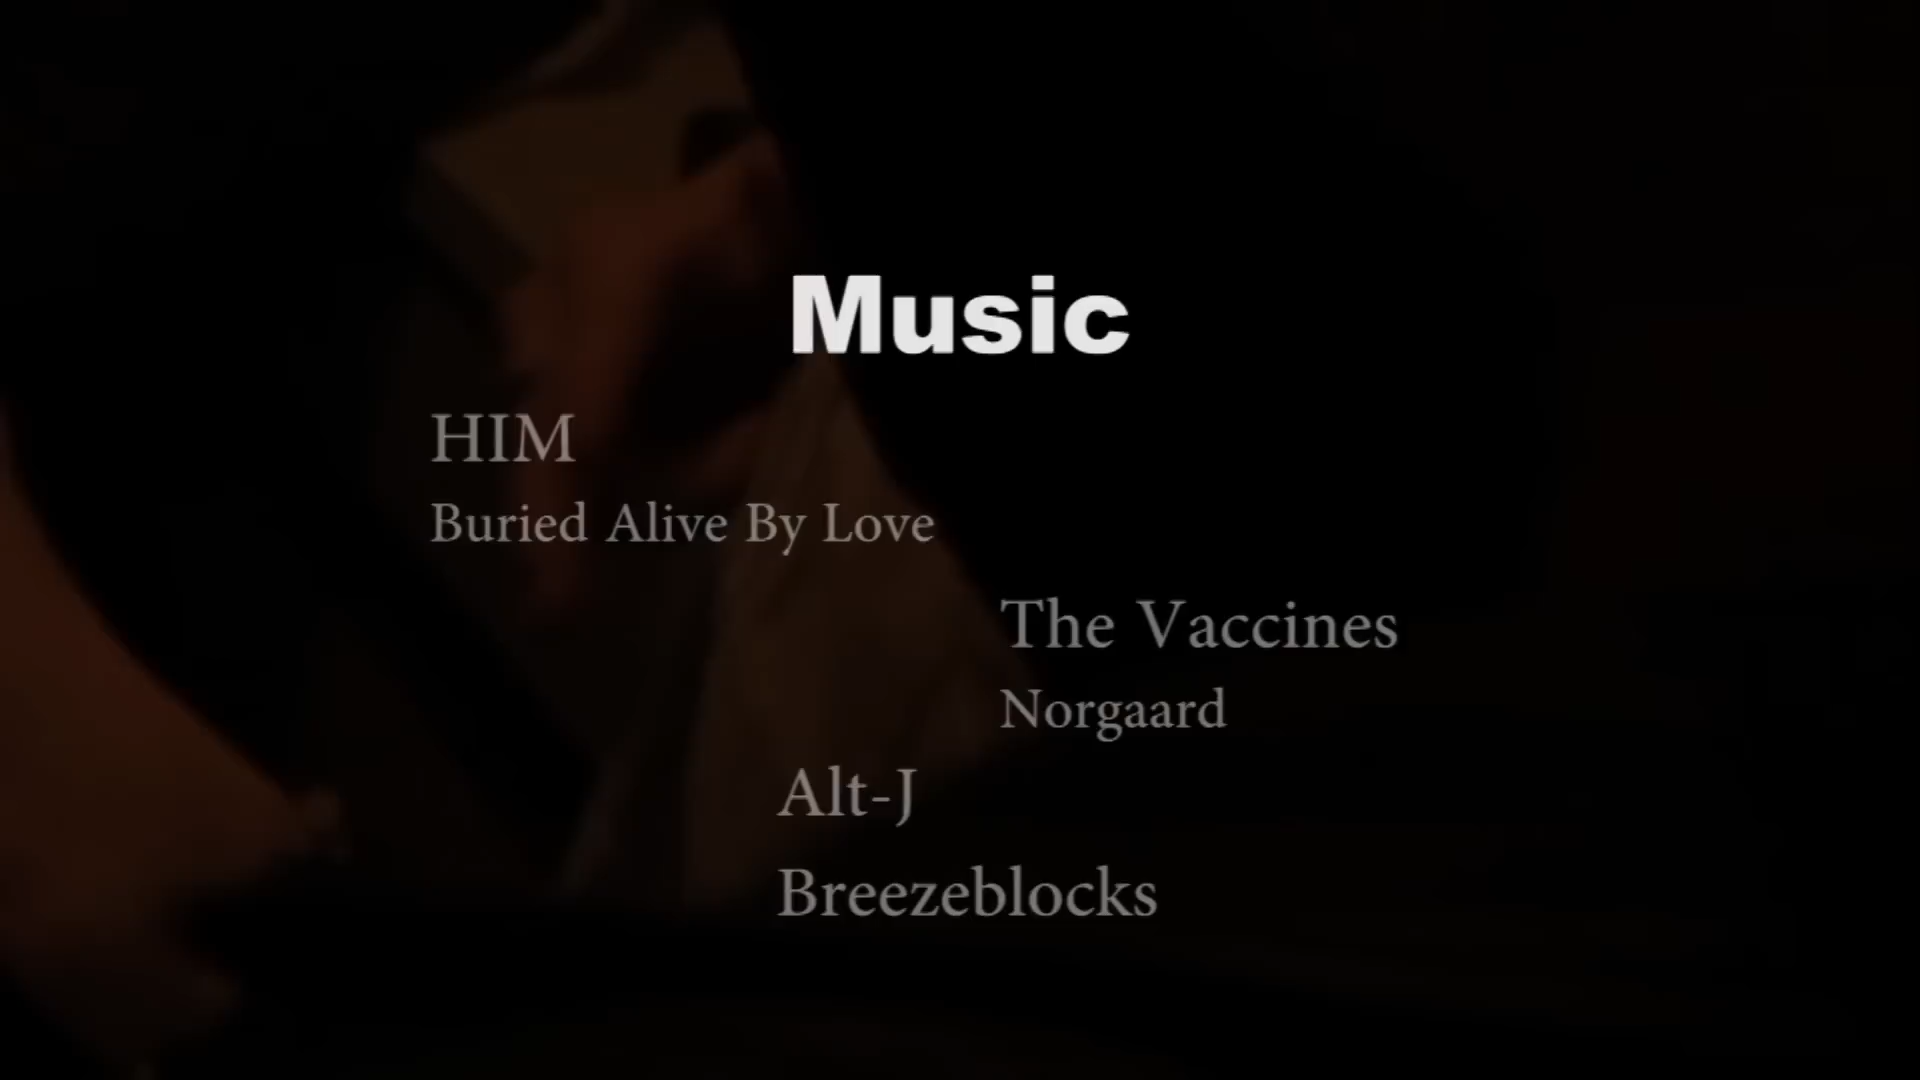 Music
HIM
Buried Alive By Love
The Vaccines
Norgaard
Alt-J
Breezeblocks